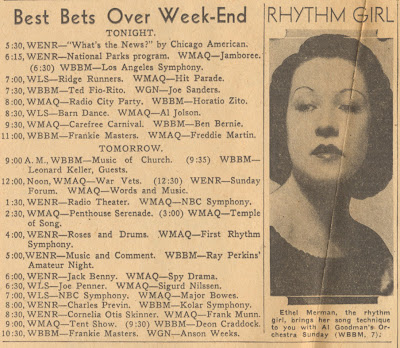 Best Bets Over Week-End
TONIGHT.
5:30, WENR—"What's the News?" by Chicago American.
6:15, WENR—National Parks program. WMAQ—Jamboree.
(6:30) WBBM—Los Angeles Symphony.
7:00, WLS—Ridge Runners. WMAQ—Hit Parade.
7:30, WBBM—Ted Fio-Rito. WGN—Joe Sanders.
8:00, WMAQ—Radio City Party. WBBM—Horatio Zito.
8:30, WLS—Barn Dance. WMAQ—Al Jolson.
9:30, WMAQ—Carefree Carnival. WBBM—Ben Bernie.
11:00, WBBM—Frankie Masters. WMAQ—Freddie Martin.
TOMORROW.
9:00 A.M., WBBM—Music of Church. (9:35) WBBM—
Leonard Keller, Guests.
12:00, Noon, WMAQ—War Vets. (12:30) WENR—Sunday
Forum. WMAQ—Words and Music.
1:30, WENR—Radio Theater. WMAQ—NBC Symphony.
2:30, WMAQ—Penthouse Serenade. (3:00) WMAQ—Temple
of Song.
4:00, WENR—Roses and Drums. WMAQ—First Rhythm
Symphony.
5:00, WENR—Music and Comment. WBBM—Ray Perkins'
Amateur Night.
6:00, WENR—Jack Benny. WMAQ—Spy Drama.
6:30, WLS—Joe Penner. WMAQ—Sigurd Nilssen.
7:00, WLS—NBC Symphony. WMAQ—Major Bowes.
8:00, WENR—Charles Previn. WBBM—Kolar Symphony.
8:30, WENR—Cornelia Otis Skinner. WMAQ—Frank Munn.
9:00, WMAQ—Tent Show. (9:30) WBBM—Deon Craddock.
10:30, WBBM—Frankie Masters. WGN—Anson Weeks.
RHYTHM GIRL
Ethel Merman, the rhythm
girl, brings her song technique
to you with Al Goodman's Or-
chestra Sunday (WBBM, 7).